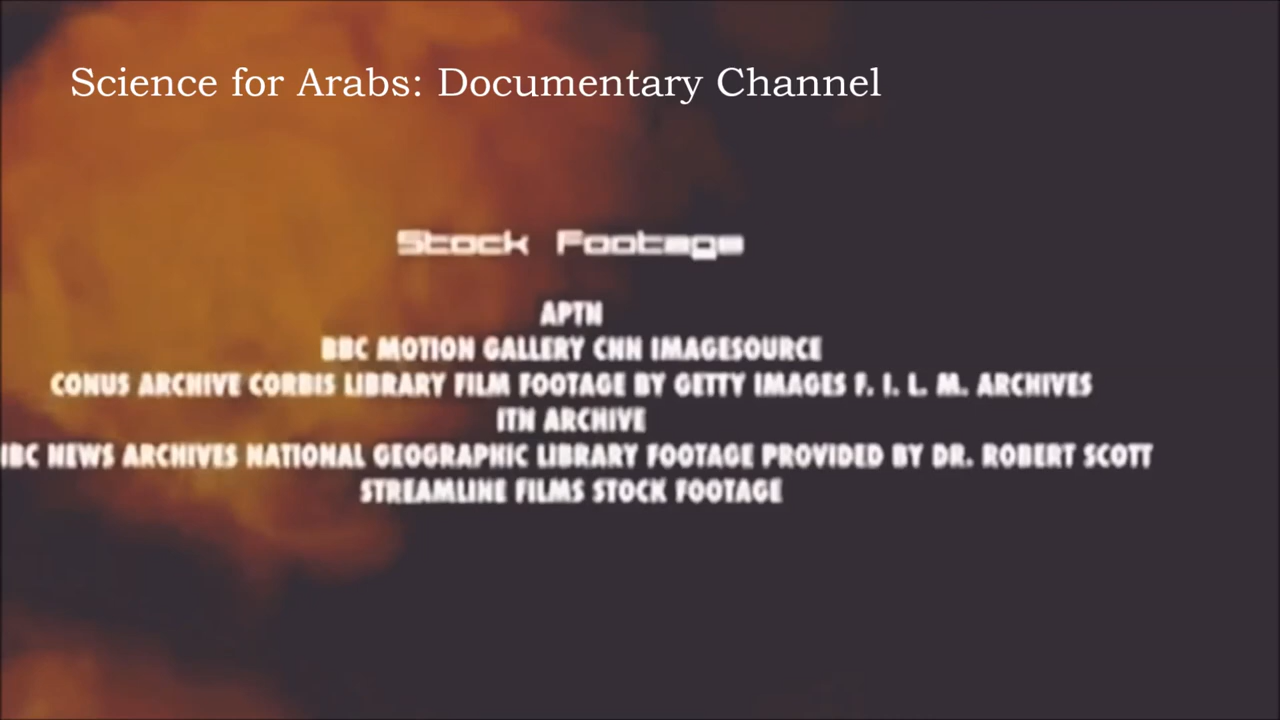 Science for Arabs: Documentary Channel
Stock Footage
APTN
BBC MOTION GALLERY CNN IMAGESOURCE
CONUS ARCHIVE CORBIS LIBRARY FILM FOOTAGE BY GETTY IMAGES F. I. L. M. ARCHIVES
ITN ARCHIVE
NEWS ARCHIVES NATIONAL GEOGRAPHIC LIBRARY FOOTAGE PROVIDED BY DR. ROBERT SCOTT
STREAMLINE FILMS STOCK FOOTAGE